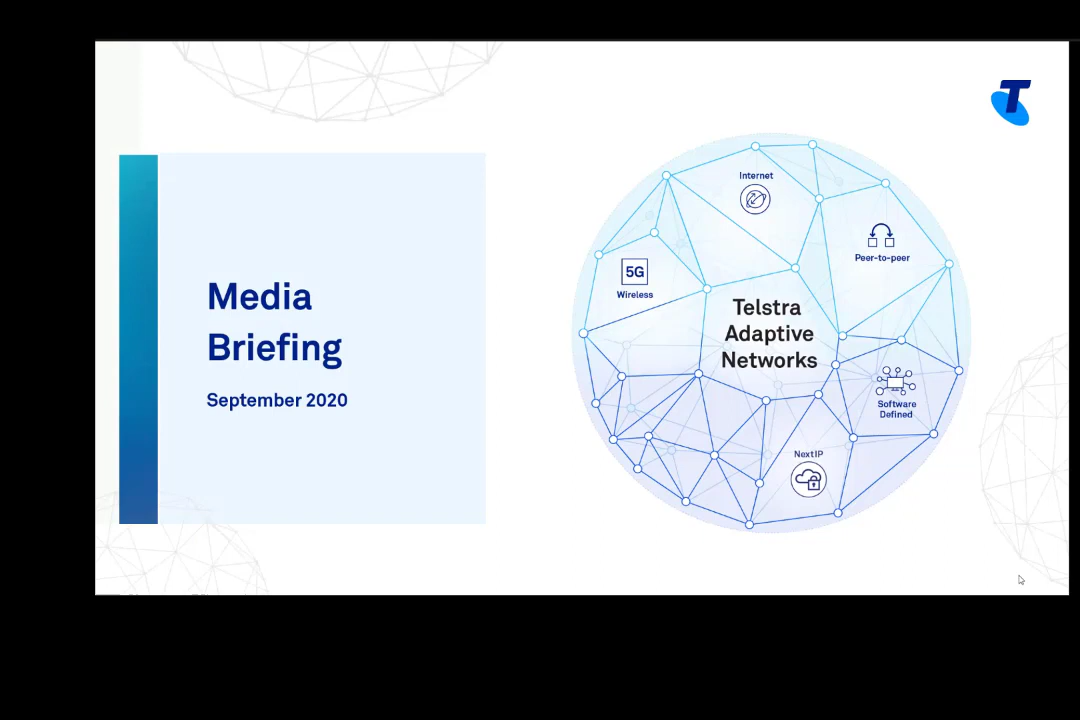 Media
Briefing
September 2020
T
Internet
Peer-to-peer
5G
Wireless
Telstra
Adaptive
Networks
Software
Defined
NextIP